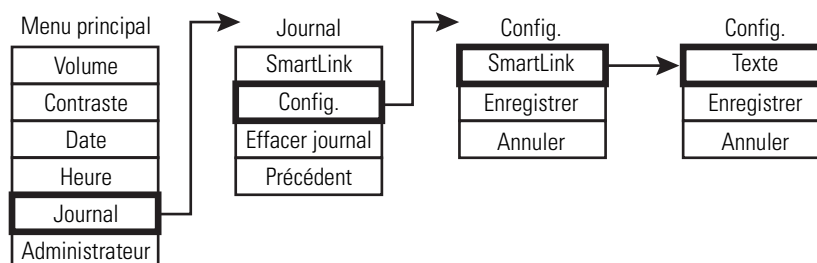 Menu principal
Volume
Contraste
Date
Heure
Journal
Administrateur
Journal
SmartLink
Config.
Effacer journal
Précédent
Config.
SmartLink
Enregistrer
Annuler
Config.
Texte
Enregistrer
Annuler